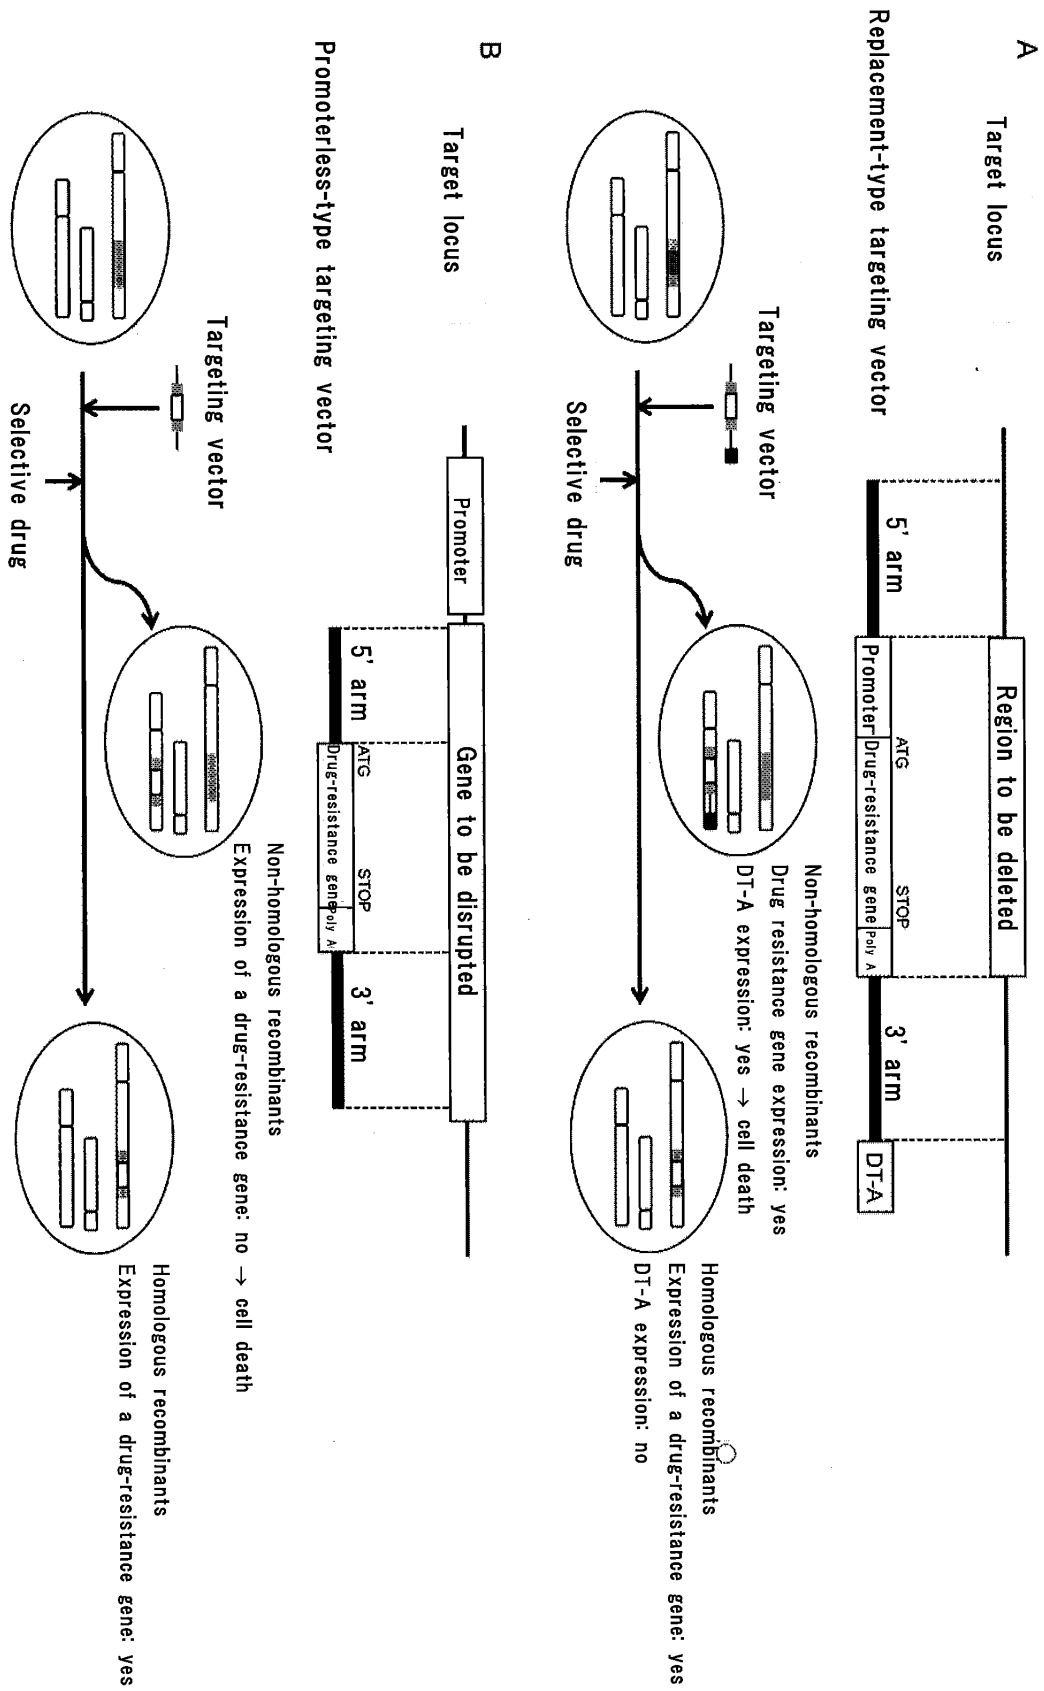 A
Target locus
Region to be deleted
Replacement-type targeting vector
5' arm
ATG
STOP
3' arm
Promoter
Drug-resistance gene
Poly A
DT-A
Targeting vector
Selective drug
Non-homologous recombinants
Drug resistance gene expression: yes
DT-A expression: yes → cell death
Homologous recombinants
Expression of a drug-resistance gene: yes
DT-A expression: no
B
Target locus
Promoter
Gene to be disrupted
Promoterless-type targeting vector
5' arm
ATG
STOP
3' arm
Drug-resistance gene
Poly A
Targeting vector
Selective drug
Non-homologous recombinants
Expression of a drug-resistance gene: no → cell death
Homologous recombinants
Expression of a drug-resistance gene: yes